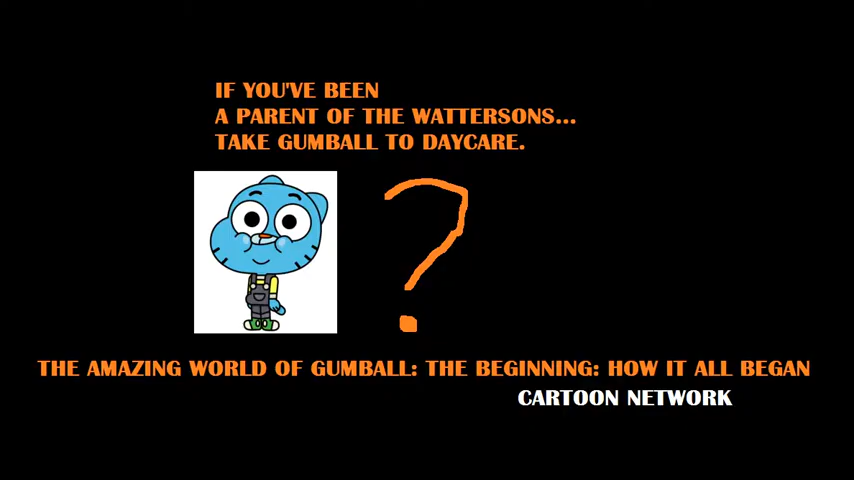 IF YOU'VE BEEN
A PARENT OF THE WATTERSONS...
TAKE GUMBALL TO DAYCARE.
?
THE AMAZING WORLD OF GUMBALL: THE BEGINNING: HOW IT ALL BEGAN
CARTOON NETWORK